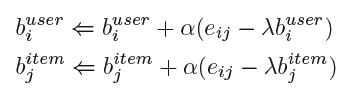 b_i^{user} ⇐ b_i^{user} + α(e_{ij} − λb_i^{user})
b_j^{item} ⇐ b_j^{item} + α(e_{ij} − λb_j^{item})